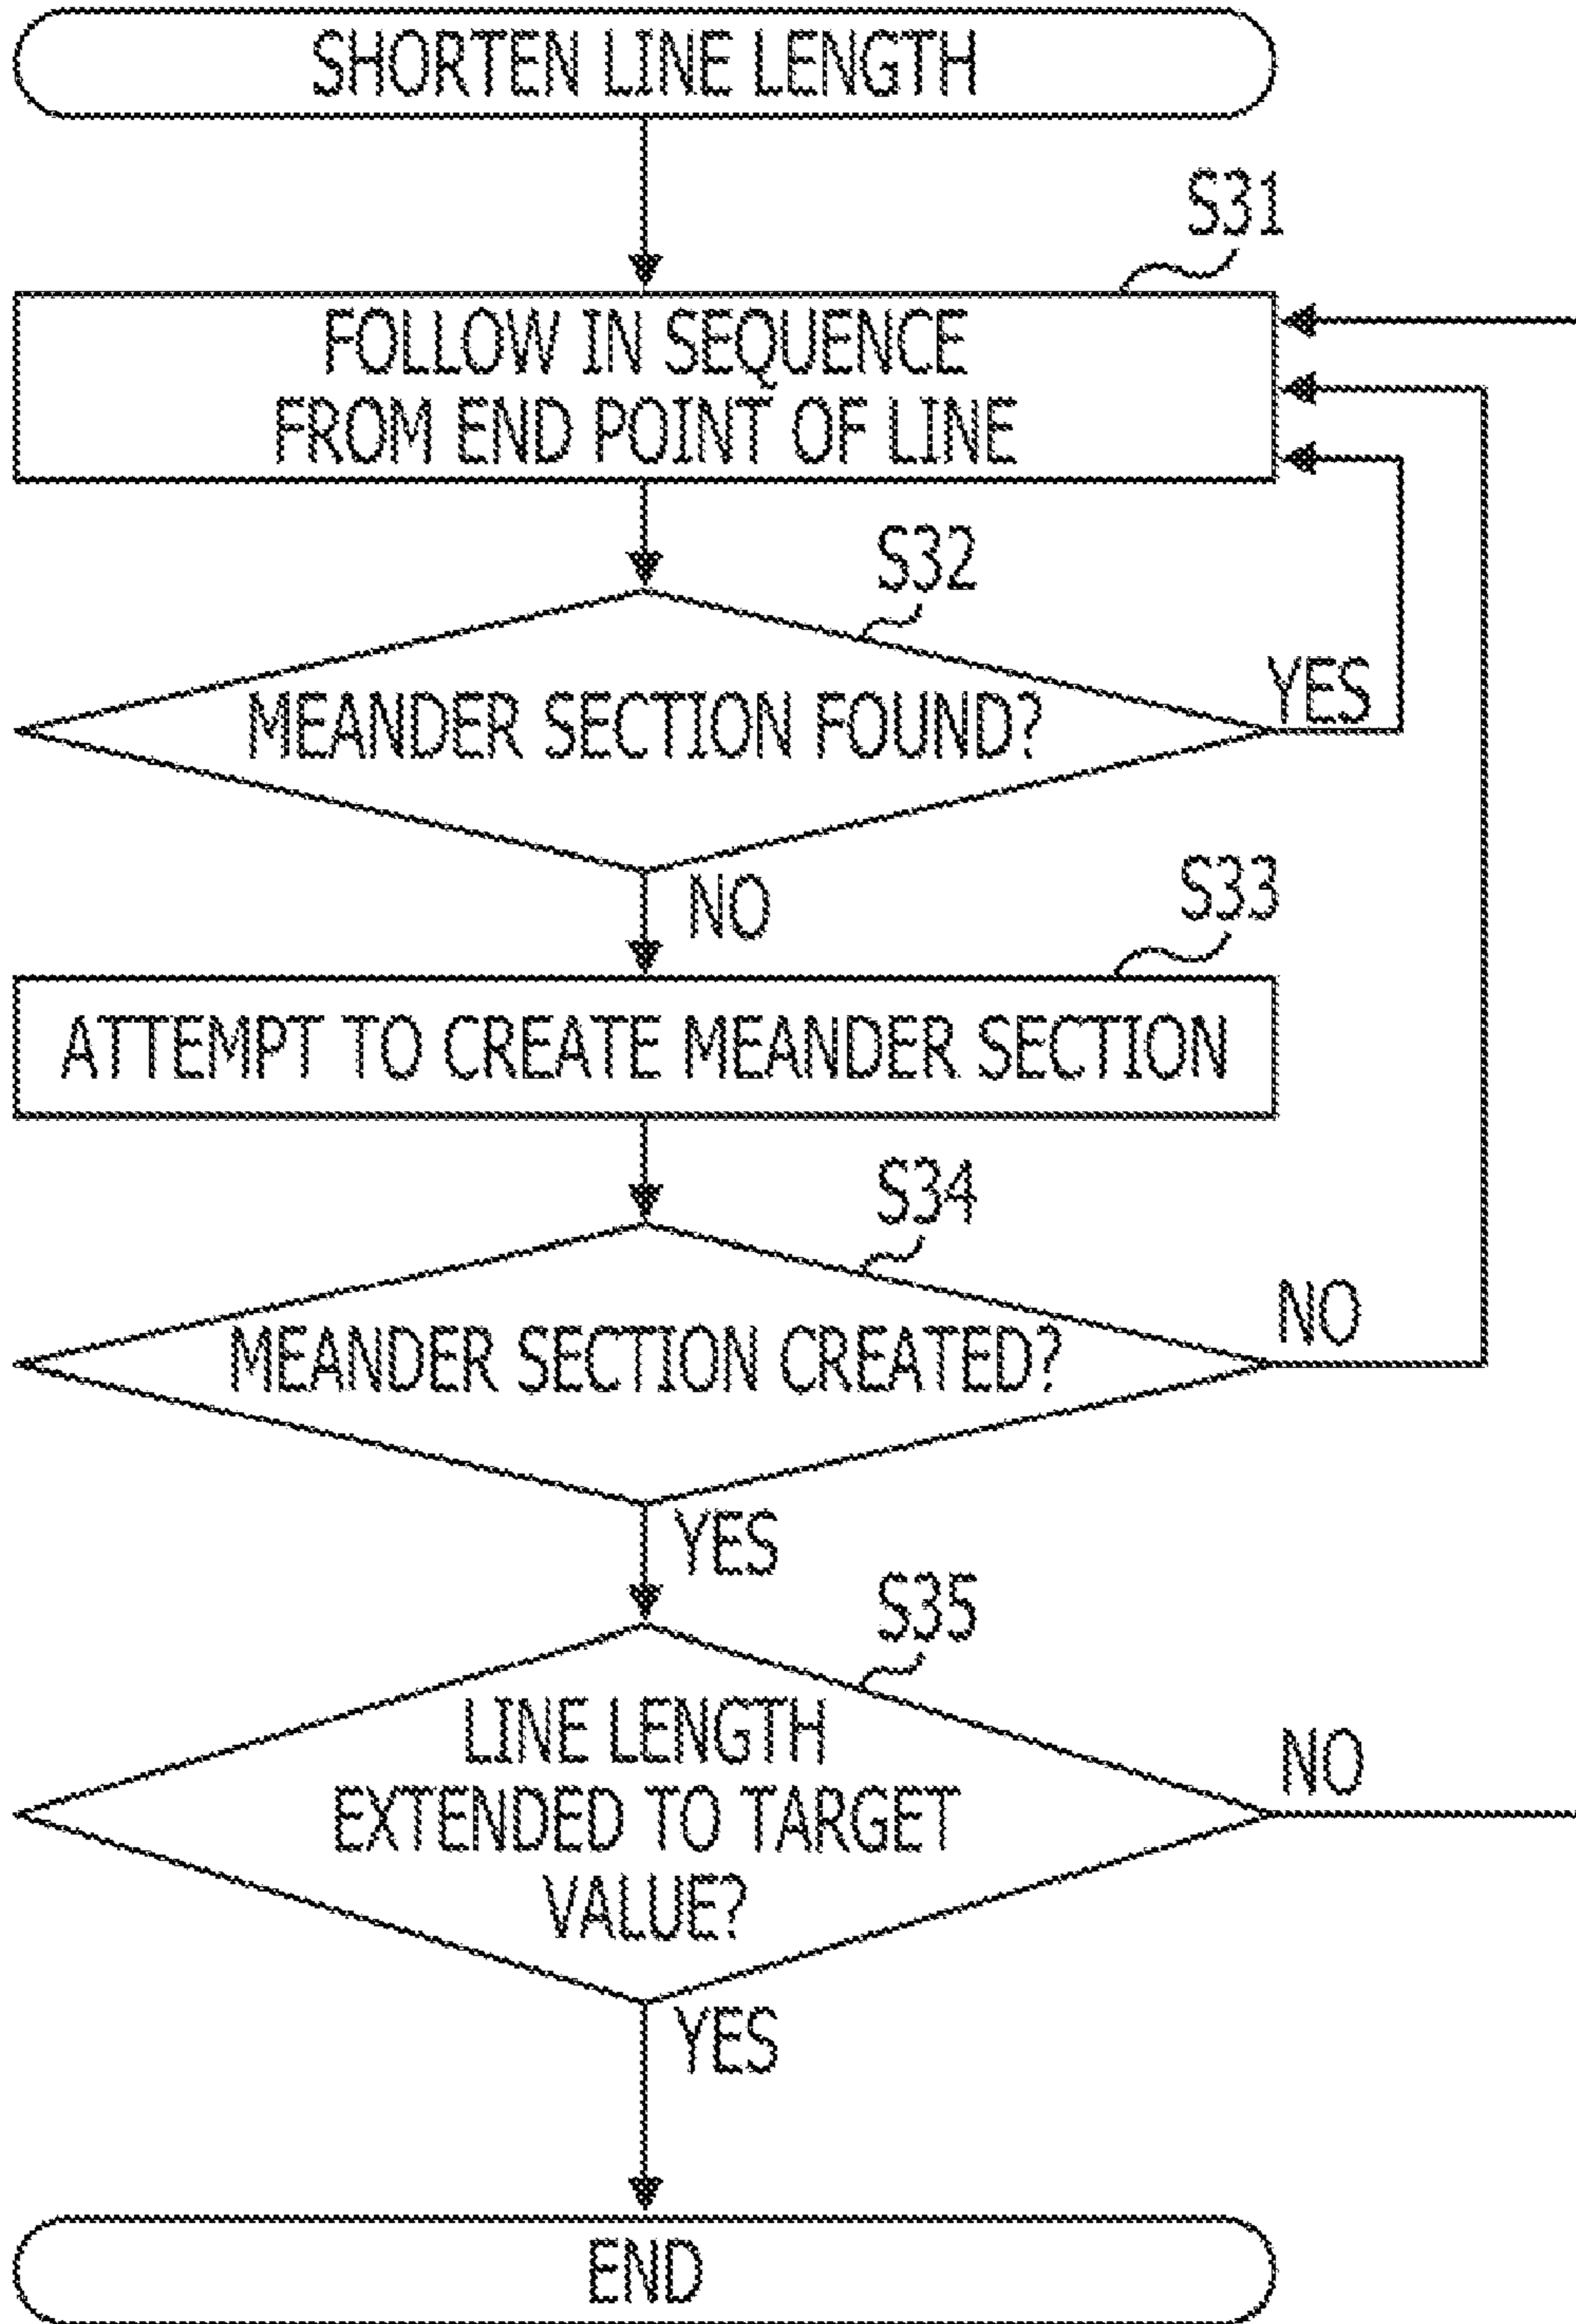 SHORTEN LINE LENGTH
S31
FOLLOW IN SEQUENCE
FROM END POINT OF LINE
S32
MEANDER SECTION FOUND?
YES
NO
S33
ATTEMPT TO CREATE MEANDER SECTION
S34
MEANDER SECTION CREATED?
NO
YES
S35
LINE LENGTH
EXTENDED TO TARGET
VALUE?
NO
YES
END